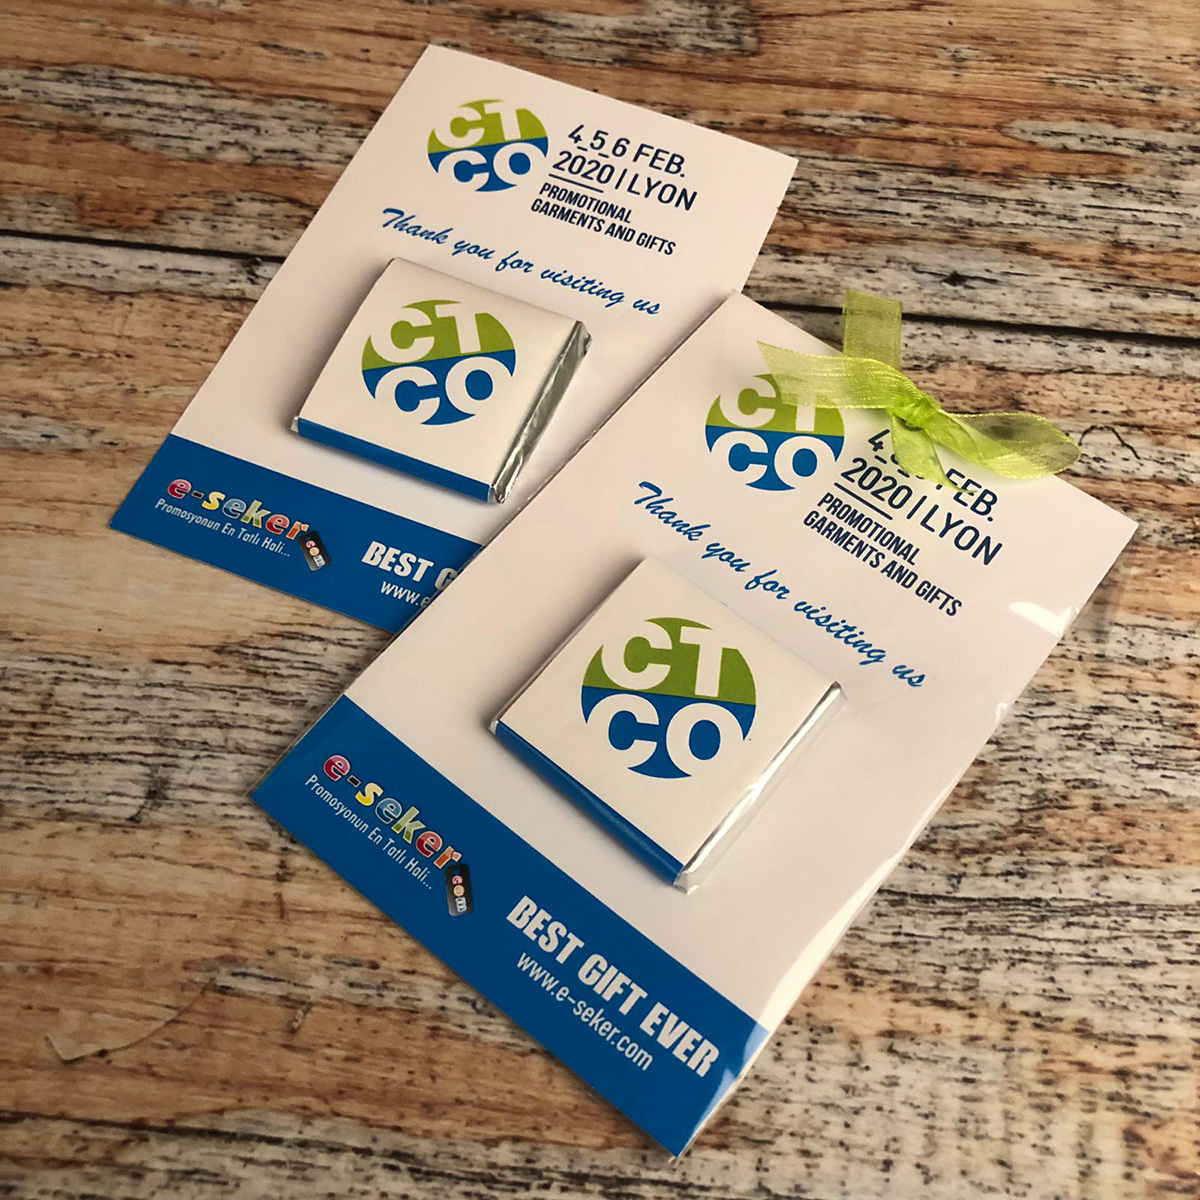 CT
CO
4_5_6 FEB.
2020 | LYON
PROMOTIONAL
GARMENTS AND GIFTS
Thank you for visiting us
CT
CO
e-seker
.com
Promosyonun En Tatlı Hali...
BEST
www.
CT
CO
4_ FEB.
2020 | LYON
PROMOTIONAL
GARMENTS AND GIFTS
Thank you for visiting us
CT
CO
e-seker
.com
Promosyonun En Tatlı Hali...
BEST GIFT EVER
www.e-seker.com